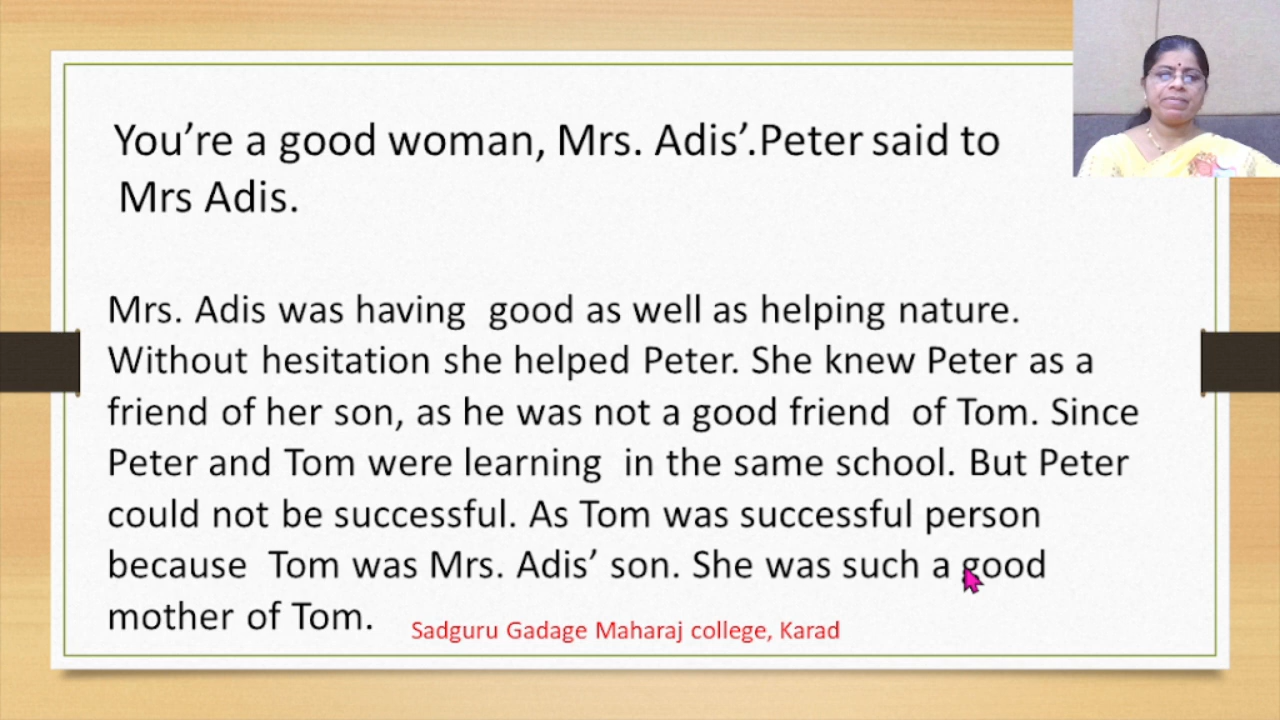 You’re a good woman, Mrs. Adis’.Peter said to
Mrs Adis.
Mrs. Adis was having good as well as helping nature.
Without hesitation she helped Peter. She knew Peter as a
friend of her son, as he was not a good friend of Tom. Since
Peter and Tom were learning in the same school. But Peter
could not be successful. As Tom was successful person
because Tom was Mrs. Adis’ son. She was such a good
mother of Tom.
Sadguru Gadage Maharaj college, Karad